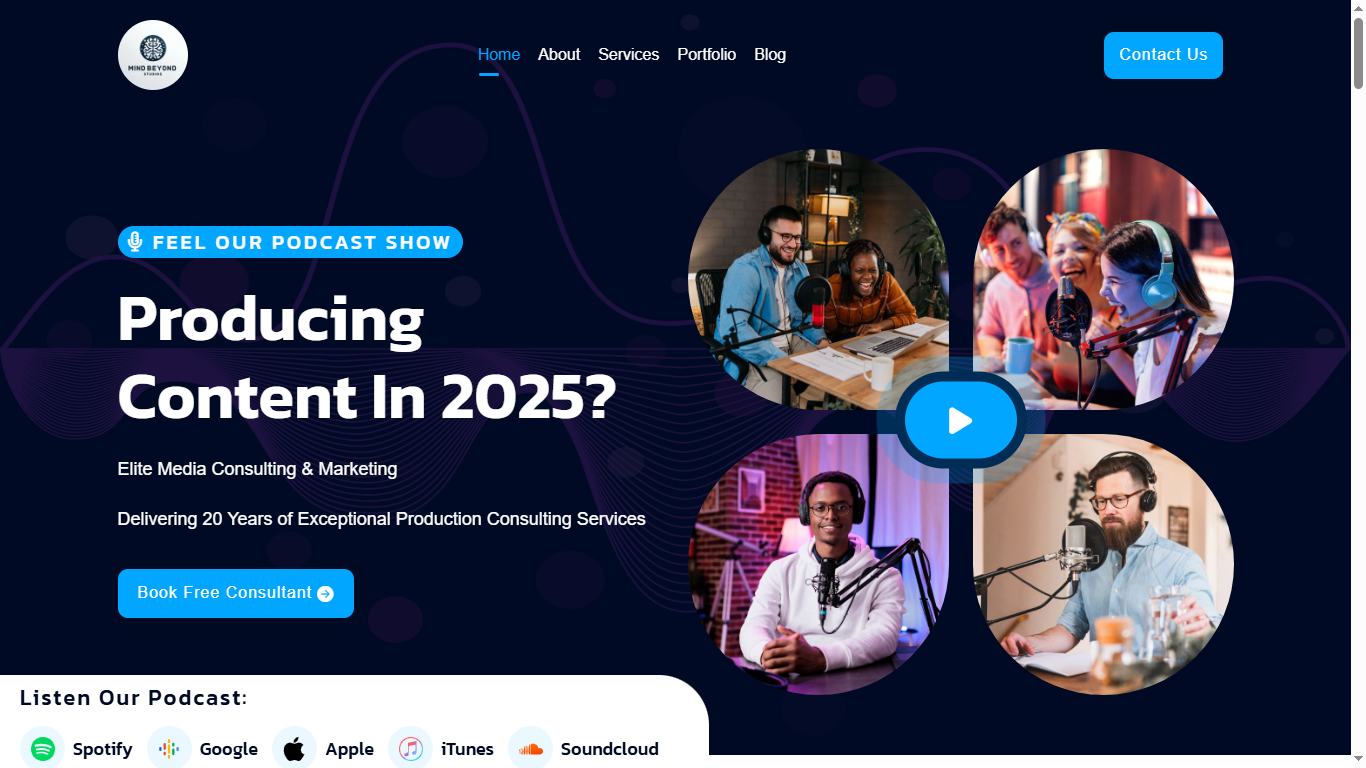 MIND BEYOND
STUDIOS
Home About Services Portfolio Blog
Contact Us
FEEL OUR PODCAST SHOW
Producing
Content In 2025?
Elite Media Consulting & Marketing
Delivering 20 Years of Exceptional Production Consulting Services
Book Free Consultant
Listen Our Podcast:
Spotify Google Apple iTunes Soundcloud